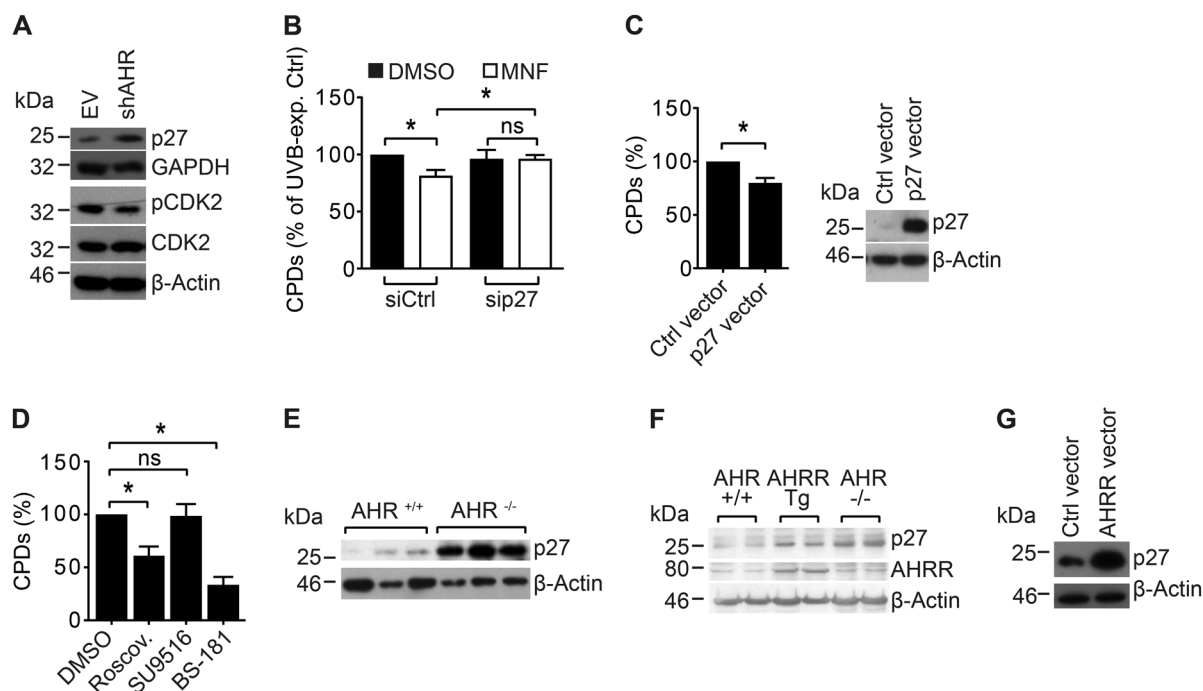 A
kDa
EV
shAHR
25
p27
32
GAPDH
32
pCDK2
32
CDK2
46
β-Actin
B
DMSO
MNF
CPDs (% of UVB-exp. Ctrl)
150
100
50
0
*
*
ns
siCtrl
sip27
C
CPDs (%)
150
100
50
0
*
Ctrl vector
p27 vector
kDa
Ctrl vector
p27 vector
25
p27
46
β-Actin
D
CPDs (%)
150
100
50
0
*
ns
*
DMSO
Roscov.
SU9516
BS-181
E
kDa
AHR +/+
AHR -/-
25
p27
46
β-Actin
F
kDa
AHR +/+
AHRR Tg
AHR -/-
25
p27
80
AHRR
46
β-Actin
G
kDa
Ctrl vector
AHRR vector
25
p27
46
β-Actin